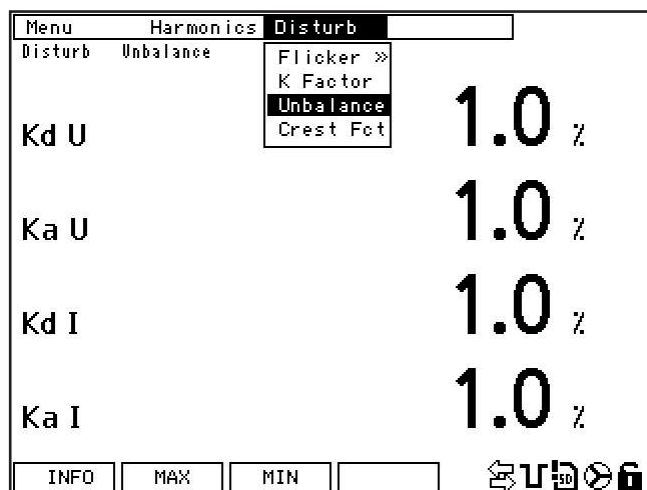 Menu Harmonics Disturb
Disturb Unbalance
Flicker »
K Factor
Unbalance
Crest Fct
Kd U 1.0 %
Ka U 1.0 %
Kd I 1.0 %
Ka I 1.0 %
INFO MAX MIN
SD